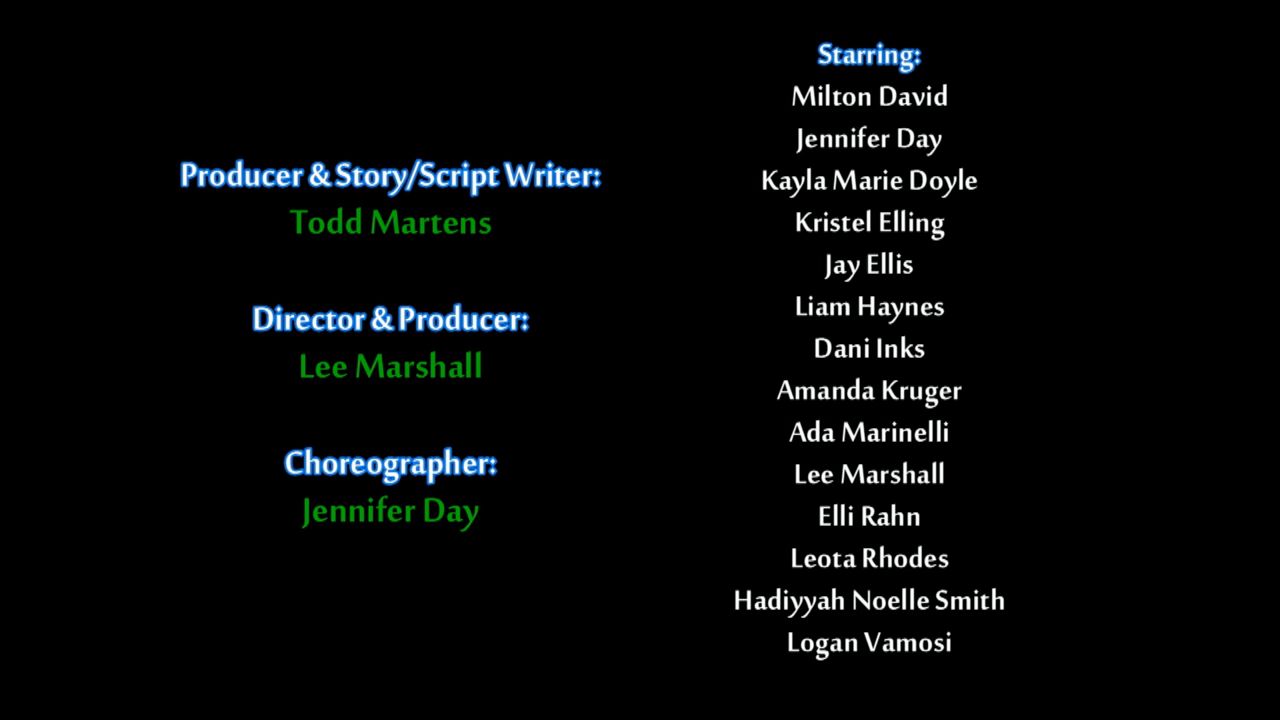 Producer & Story/Script Writer:
Todd Martens
Director & Producer:
Lee Marshall
Choreographer:
Jennifer Day
Starring:
Milton David
Jennifer Day
Kayla Marie Doyle
Kristel Elling
Jay Ellis
Liam Haynes
Dani Inks
Amanda Kruger
Ada Marinelli
Lee Marshall
Elli Rahn
Leota Rhodes
Hadiyyah Noelle Smith
Logan Vamosi